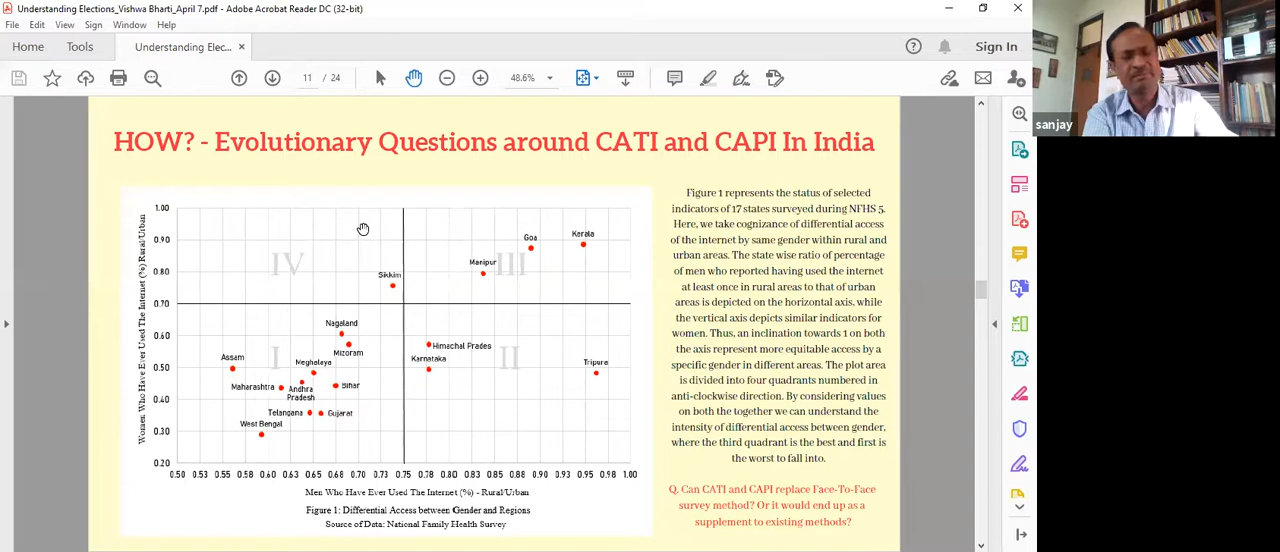 Understanding Elections_Vishwa Bharti_April 7.pdf - Adobe Acrobat Reader DC (32-bit)
File Edit View Sign Window Help
Home Tools Understanding Elec... × Sign In
11 / 24 48.6%
sanjay
HOW? - Evolutionary Questions around CATI and CAPI In India
Women Who Have Ever Used The Internet (%) Rural/Urban
1.00
0.90
0.80
0.70
0.60
0.50
0.40
0.30
0.20
IV
III
I
II
Goa
Kerala
Manipur
Sikkim
Nagaland
Mizoram
Himachal Prades
Assam
Meghalaya
Karnataka
Tripura
Maharashtra
Andhra
Pradesh
Bihar
Telangana
Gujarat
West Bengal
0.50 0.53 0.55 0.58 0.60 0.63 0.65 0.68 0.70 0.73 0.75 0.78 0.80 0.83 0.85 0.88 0.90 0.93 0.95 0.98 1.00
Men Who Have Ever Used The Internet (%) - Rural/Urban
Figure 1: Differential Access between Gender and Regions
Source of Data: National Family Health Survey
Figure 1 represents the status of selected
indicators of 17 states surveyed during NFHS 5.
Here, we take cognizance of differential access
of the internet by same gender within rural and
urban areas. The state wise ratio of percentage
of men who reported having used the internet
at least once in rural areas to that of urban
areas is depicted on the horizontal axis, while
the vertical axis depicts similar indicators for
women. Thus, an inclination towards 1 on both
the axis represent more equitable access by a
specific gender in different areas. The plot area
is divided into four quadrants numbered in
anti-clockwise direction. By considering values
on both the together we can understand the
intensity of differential access between gender,
where the third quadrant is the best and first is
the worst to fall into.
Q. Can CATI and CAPI replace Face-To-Face
survey method? Or it would end up as a
supplement to existing methods?